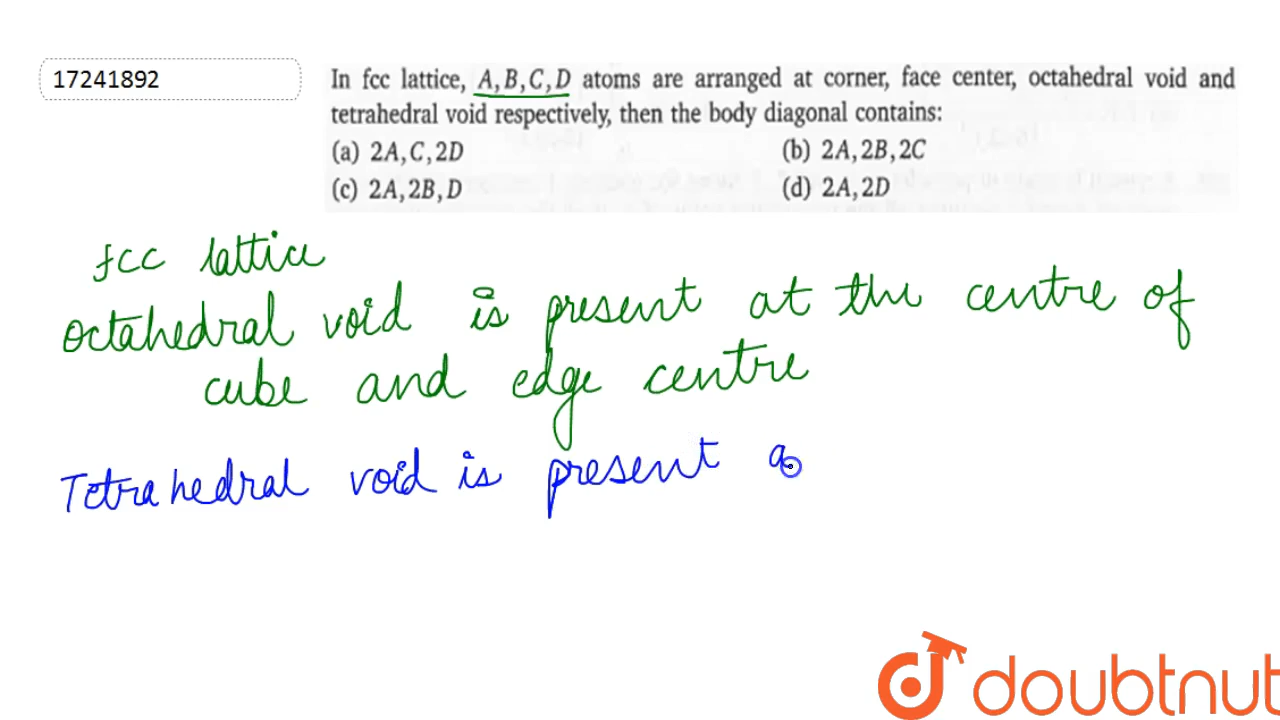 17241892
In fcc lattice, A, B, C, D atoms are arranged at corner, face center, octahedral void and
tetrahedral void respectively, then the body diagonal contains:
(a) 2A, C, 2D (b) 2A, 2B, 2C
(c) 2A, 2B, D (d) 2A, 2D
fcc lattice
octahedral void is present at the centre of
cube and edge centre
Tetrahedral void is present a
doubtnut